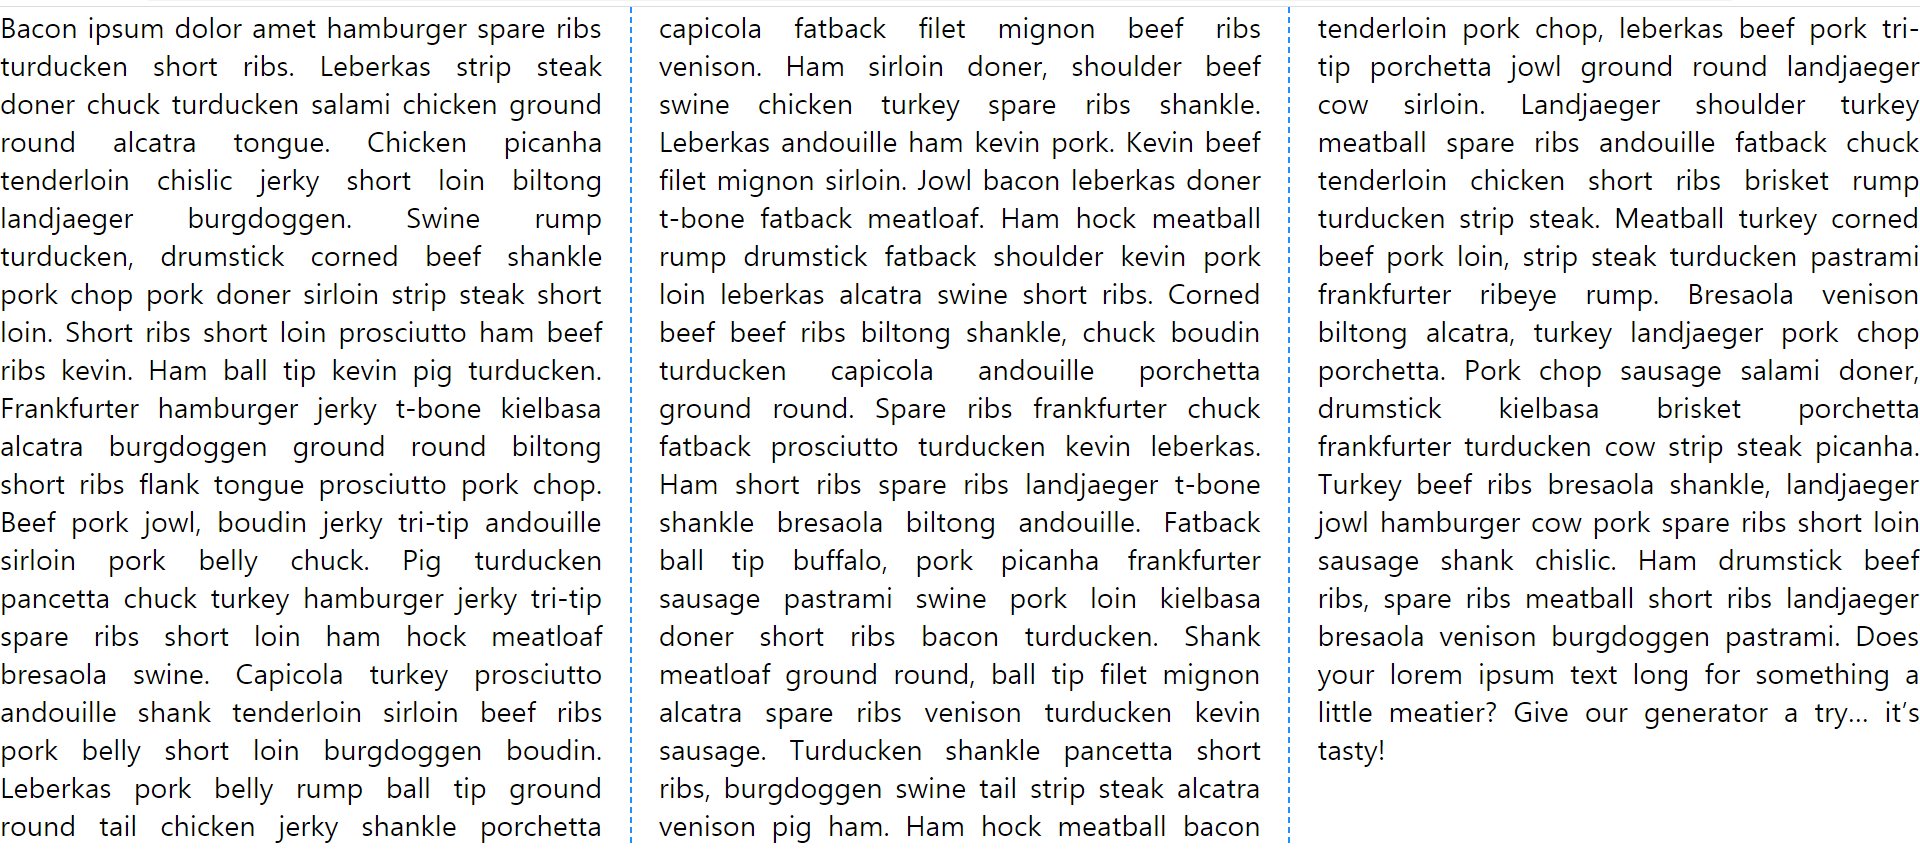 Bacon ipsum dolor amet hamburger spare ribs
turducken short ribs. Leberkas strip steak
doner chuck turducken salami chicken ground
round alcatra tongue. Chicken picanha
tenderloin chislic jerky short loin biltong
landjaeger burgdoggen. Swine rump
turducken, drumstick corned beef shankle
pork chop pork doner sirloin strip steak short
loin. Short ribs short loin prosciutto ham beef
ribs kevin. Ham ball tip kevin pig turducken.
Frankfurter hamburger jerky t-bone kielbasa
alcatra burgdoggen ground round biltong
short ribs flank tongue prosciutto pork chop.
Beef pork jowl, boudin jerky tri-tip andouille
sirloin pork belly chuck. Pig turducken
pancetta chuck turkey hamburger jerky tri-tip
spare ribs short loin ham hock meatloaf
bresaola swine. Capicola turkey prosciutto
andouille shank tenderloin sirloin beef ribs
pork belly short loin burgdoggen boudin.
Leberkas pork belly rump ball tip ground
round tail chicken jerky shankle porchetta
capicola fatback filet mignon beef ribs
venison. Ham sirloin doner, shoulder beef
swine chicken turkey spare ribs shankle.
Leberkas andouille ham kevin pork. Kevin beef
filet mignon sirloin. Jowl bacon leberkas doner
t-bone fatback meatloaf. Ham hock meatball
rump drumstick fatback shoulder kevin pork
loin leberkas alcatra swine short ribs. Corned
beef beef ribs biltong shankle, chuck boudin
turducken capicola andouille porchetta
ground round. Spare ribs frankfurter chuck
fatback prosciutto turducken kevin leberkas.
Ham short ribs spare ribs landjaeger t-bone
shankle bresaola biltong andouille. Fatback
ball tip buffalo, pork picanha frankfurter
sausage pastrami swine pork loin kielbasa
doner short ribs bacon turducken. Shank
meatloaf ground round, ball tip filet mignon
alcatra spare ribs venison turducken kevin
sausage. Turducken shankle pancetta short
ribs, burgdoggen swine tail strip steak alcatra
venison pig ham. Ham hock meatball bacon
tenderloin pork chop, leberkas beef pork tri-
tip porchetta jowl ground round landjaeger
cow sirloin. Landjaeger shoulder turkey
meatball spare ribs andouille fatback chuck
tenderloin chicken short ribs brisket rump
turducken strip steak. Meatball turkey corned
beef pork loin, strip steak turducken pastrami
frankfurter ribeye rump. Bresaola venison
biltong alcatra, turkey landjaeger pork chop
porchetta. Pork chop sausage salami doner,
drumstick kielbasa brisket porchetta
frankfurter turducken cow strip steak picanha.
Turkey beef ribs bresaola shankle, landjaeger
jowl hamburger cow pork spare ribs short loin
sausage shank chislic. Ham drumstick beef
ribs, spare ribs meatball short ribs landjaeger
bresaola venison burgdoggen pastrami. Does
your lorem ipsum text long for something a
little meatier? Give our generator a try… it’s
tasty!